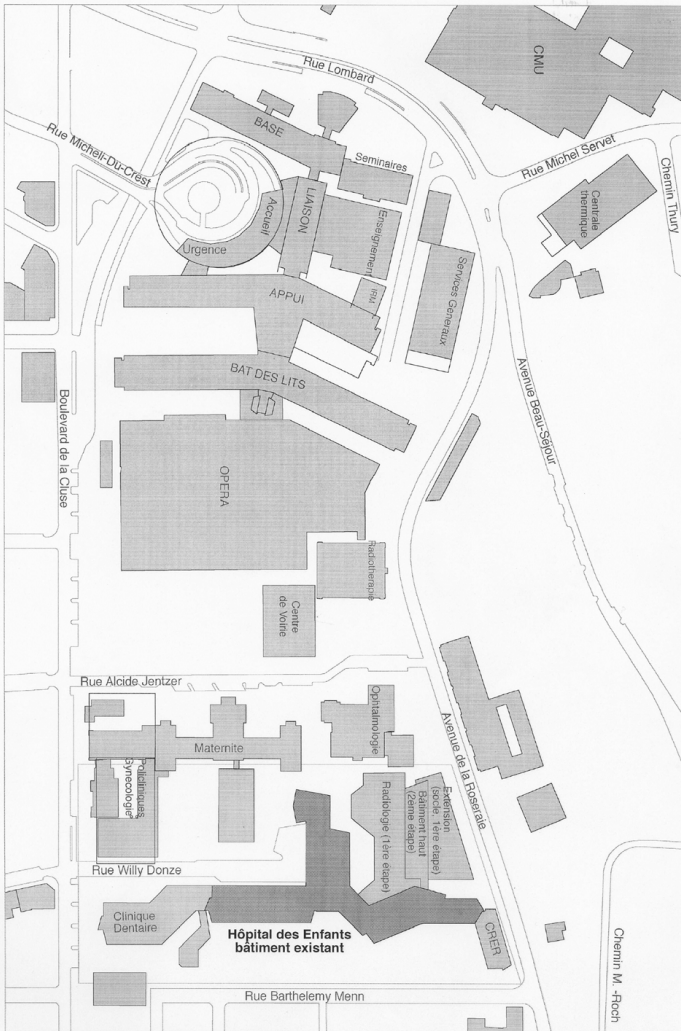 Rue Lombard
CMU
BASE
Rue Micheli-Du-Crest
Seminaires
Rue Michel Servet
Chemin Thury
Centrale
thermique
Accueil
LIAISON
Enseignement
Urgence
Services Generaux
APPUI
IRM
Avenue Beau-Séjour
BAT DES LITS
Boulevard de la Cluse
OPERA
Radiotherapie
Centre
de Voirie
Rue Alcide Jentzer
Ophtalmologie
Avenue de la Roseraie
Maternite
Policliniques
Gynecologie
Extension
(socle, 1ère étape)
Bâtiment haut
(2ème étape)
Radiologie (1ère étape)
Rue Willy Donze
Clinique
Dentaire
Hôpital des Enfants
bâtiment existant
CRER
Chemin M. -Roch
Rue Barthelemy Menn